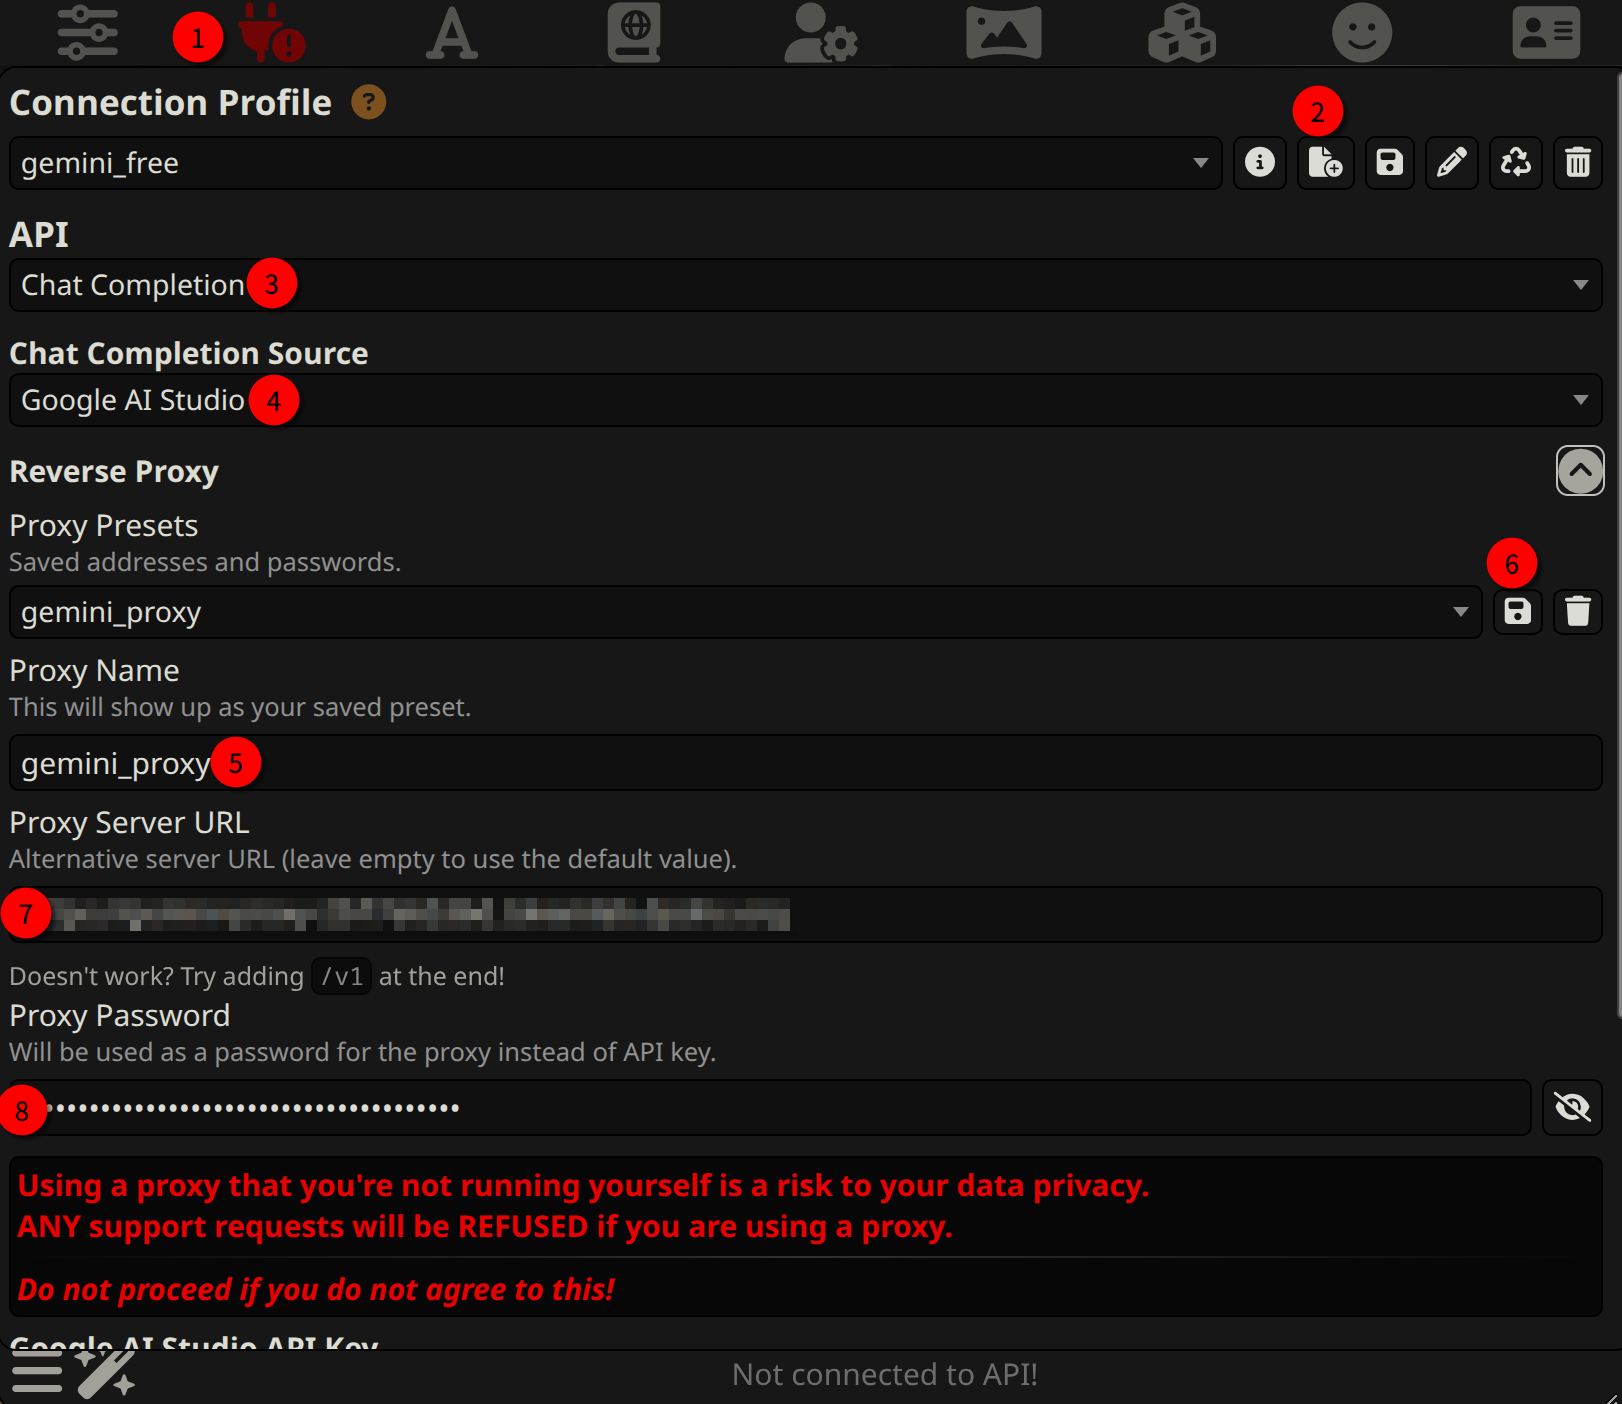 1
Connection Profile ?
2
gemini_free
API
Chat Completion 3
Chat Completion Source
Google AI Studio 4
Reverse Proxy
Proxy Presets
Saved addresses and passwords.
6
gemini_proxy
Proxy Name
This will show up as your saved preset.
gemini_proxy 5
Proxy Server URL
Alternative server URL (leave empty to use the default value).
7
Doesn't work? Try adding /v1 at the end!
Proxy Password
Will be used as a password for the proxy instead of API key.
8 ••••••••••••••••••••••••••••••••••••
Using a proxy that you're not running yourself is a risk to your data privacy.
ANY support requests will be REFUSED if you are using a proxy.
Do not proceed if you do not agree to this!
Google AI Studio API Key
Not connected to API!